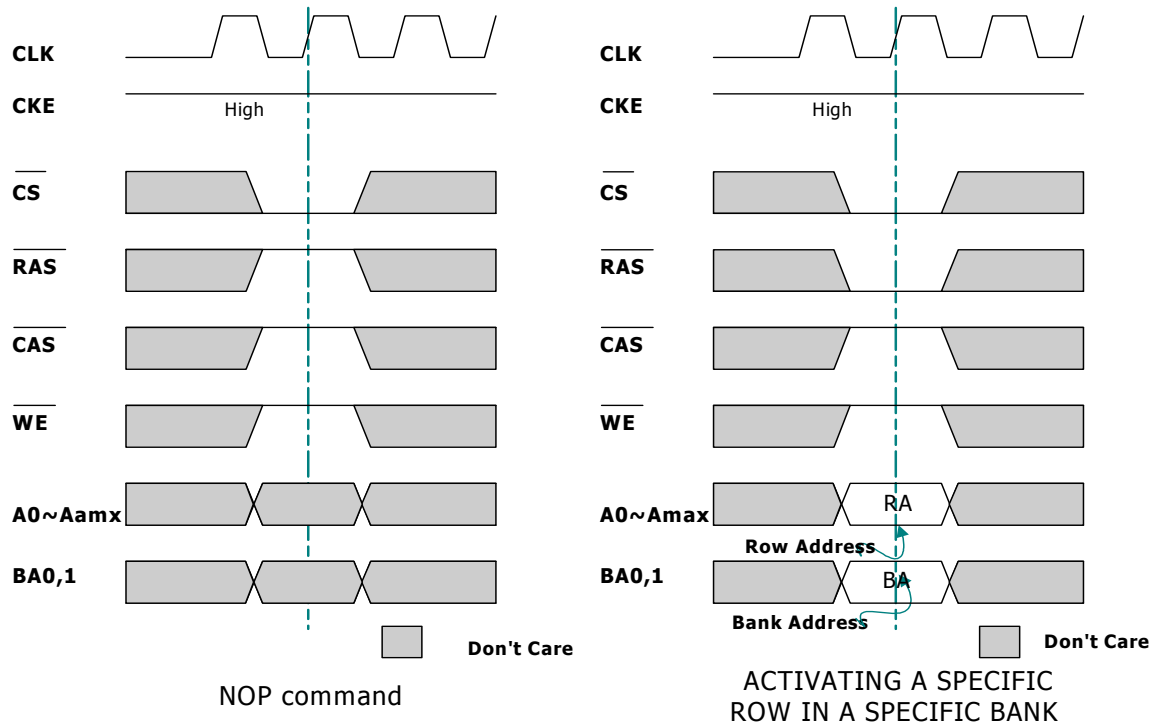 CLK
CKE
High
CS
RAS
CAS
WE
A0~Aamx
BA0,1
Don't Care
NOP command
CLK
CKE
High
CS
RAS
CAS
WE
A0~Amax
RA
Row Address
BA0,1
BA
Bank Address
Don't Care
ACTIVATING A SPECIFIC
ROW IN A SPECIFIC BANK